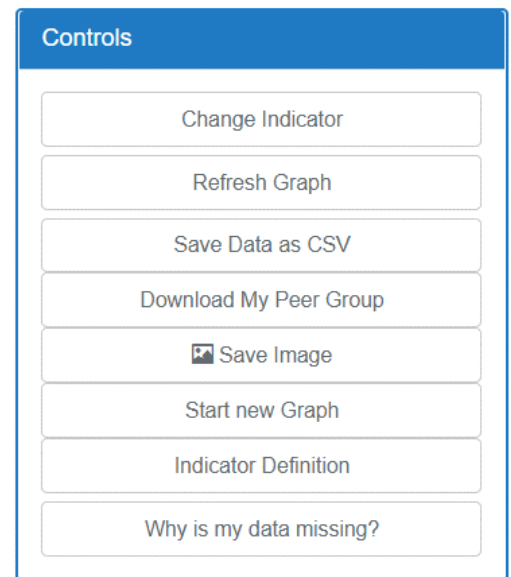 Controls
Change Indicator
Refresh Graph
Save Data as CSV
Download My Peer Group
Save Image
Start new Graph
Indicator Definition
Why is my data missing?